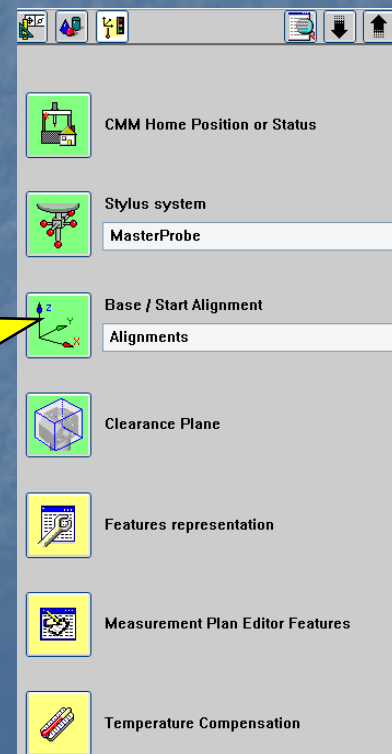 CMM Home Position or Status
Stylus system
MasterProbe
Base / Start Alignment
Z
Y
X
Alignments
Clearance Plane
Features representation
Measurement Plan Editor Features
Temperature Compensation